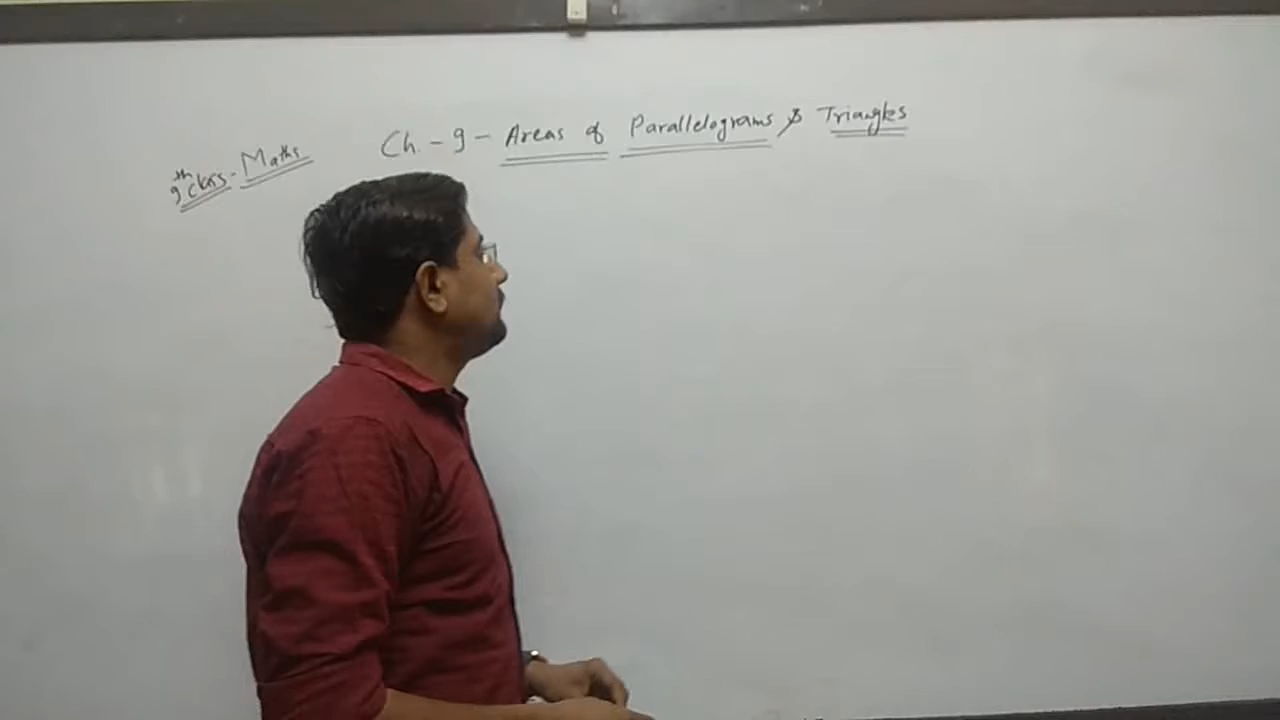 9th class - Maths
Ch - 9 - Areas of Parallelograms & Triangles